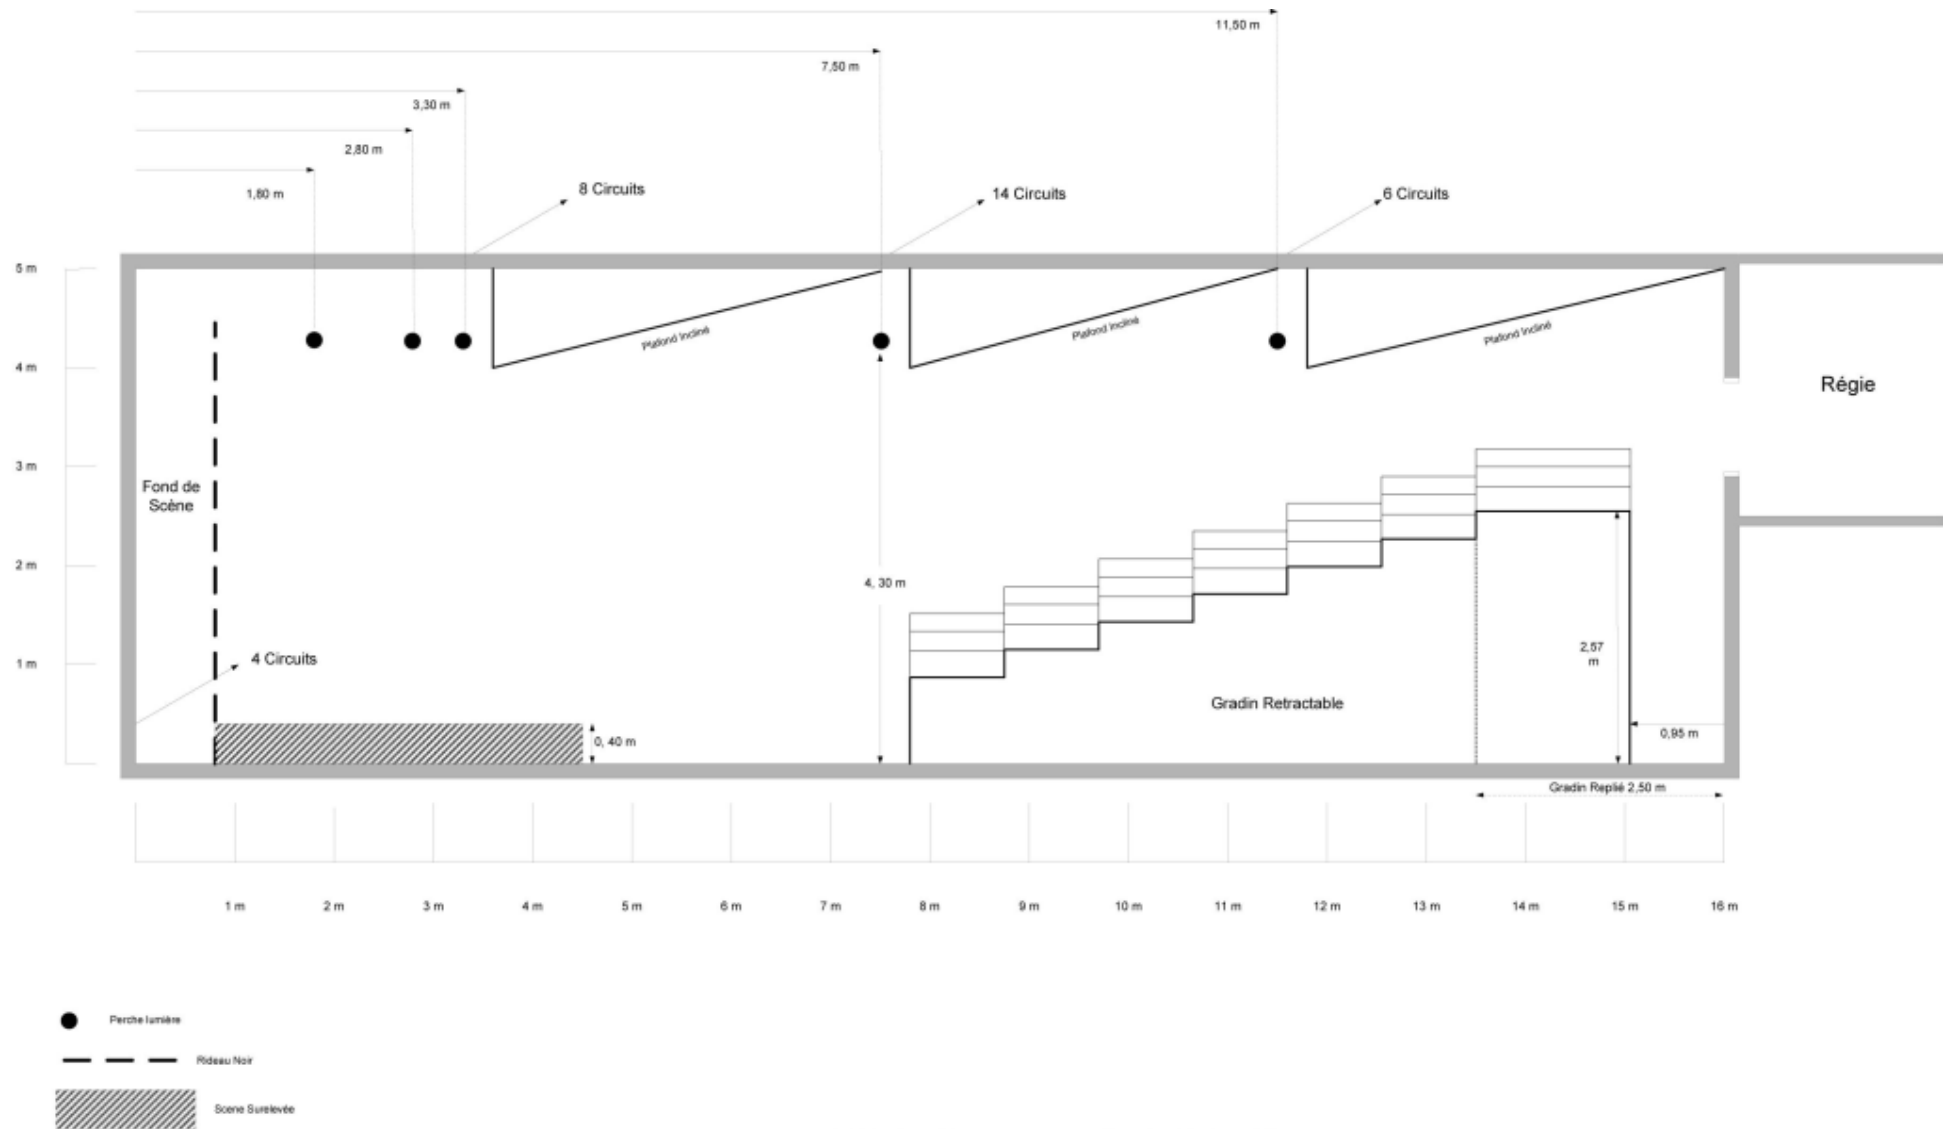 11,50 m
7,50 m
3,30 m
2,80 m
1,80 m
8 Circuits
14 Circuits
6 Circuits
5 m
4 m
3 m
2 m
1 m
Plafond Incliné
Plafond Incliné
Plafond Incliné
Régie
Fond de
Scène
4, 30 m
4 Circuits
0, 40 m
2,57
m
Gradin Retractable
0,95 m
Gradin Replié 2,50 m
1 m
2 m
3 m
4 m
5 m
6 m
7 m
8 m
9 m
10 m
11 m
12 m
13 m
14 m
15 m
16 m
Perche lumière
Rideau Noir
Scene Surelevée